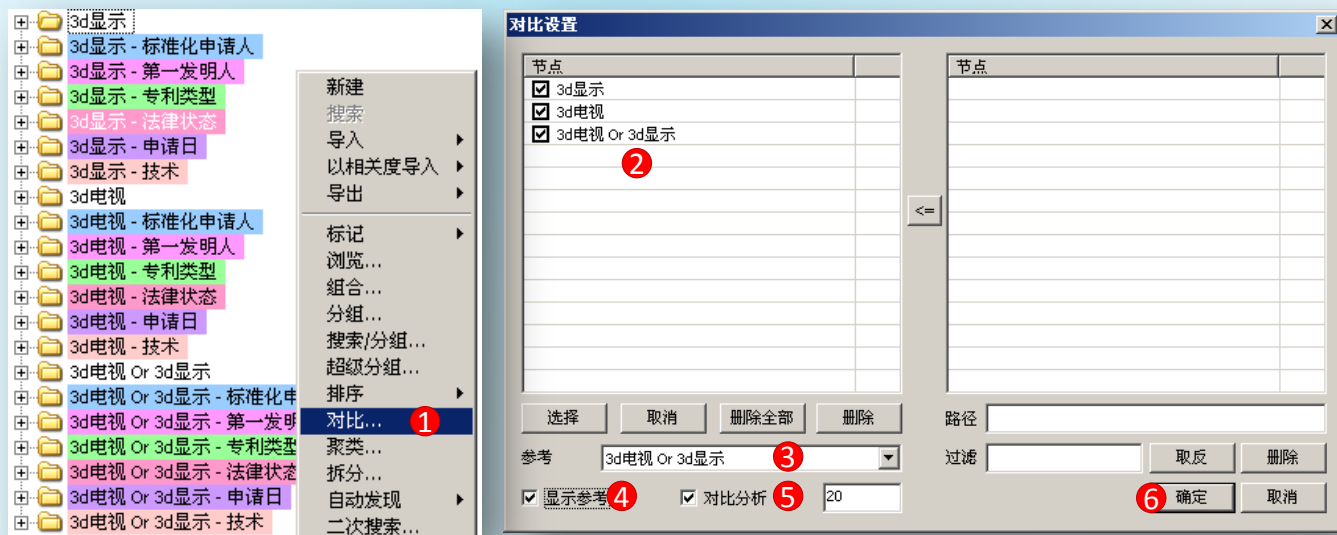 3d显示
3d显示 - 标准化申请人
3d显示 - 第一发明人
3d显示 - 专利类型
3d显示 - 法律状态
3d显示 - 申请日
3d显示 - 技术
3d电视
3d电视 - 标准化申请人
3d电视 - 第一发明人
3d电视 - 专利类型
3d电视 - 法律状态
3d电视 - 申请日
3d电视 - 技术
3d电视 Or 3d显示
3d电视 Or 3d显示 - 标准化申
3d电视 Or 3d显示 - 第一发明
3d电视 Or 3d显示 - 专利类型
3d电视 Or 3d显示 - 法律状态
3d电视 Or 3d显示 - 申请日
3d电视 Or 3d显示 - 技术
新建
搜索
导入
以相关度导入
导出
标记
浏览...
组合...
分组...
搜索/分组...
超级分组...
排序
对比... 1
聚类...
拆分...
自动发现
二次搜索...
对比设置
节点
3d显示
3d电视
3d电视 Or 3d显示
2
选择 取消 删除全部 删除
参考 3d电视 Or 3d显示 3
显示参考 4 对比分析 5 20
<=
节点
路径
过滤 取反 删除
6 确定 取消